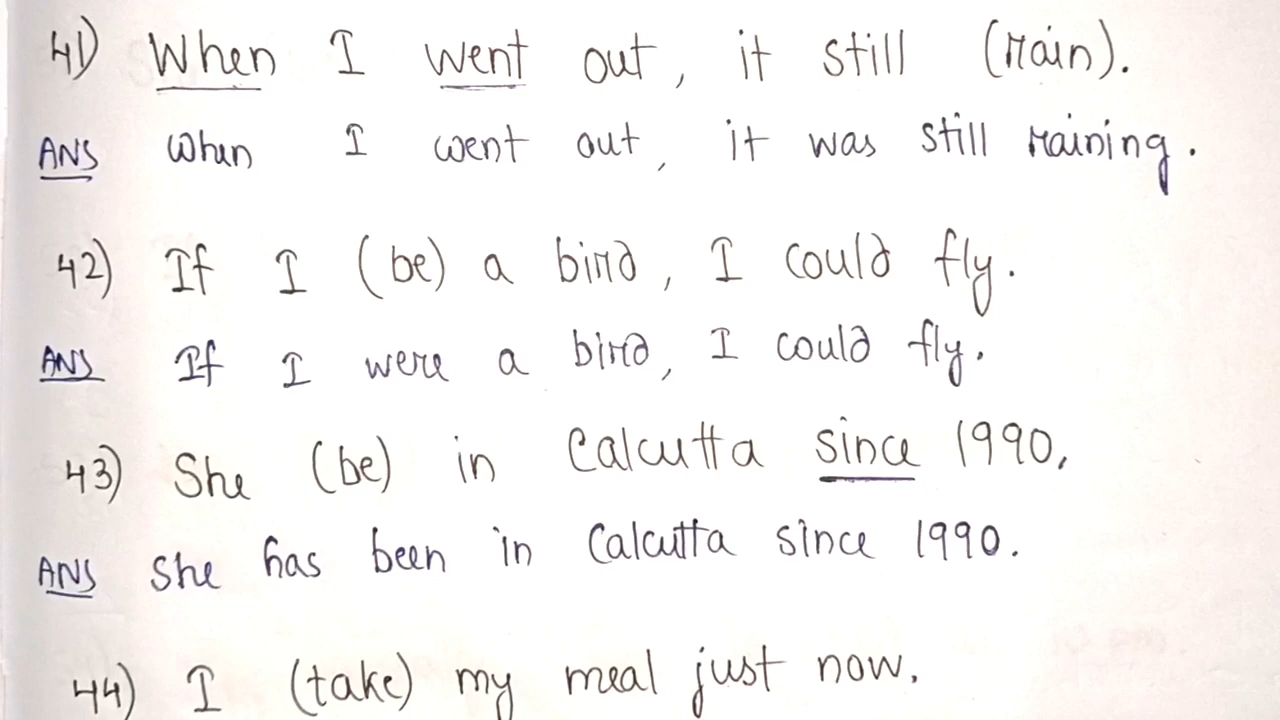 41) When I went out, it still (rain).
ANS When I went out, it was still raining.
42) If I (be) a bird, I could fly.
ANS If I were a bird, I could fly.
43) She (be) in Calcutta since 1990.
ANS She has been in Calcutta since 1990.
44) I (take) my meal just now.